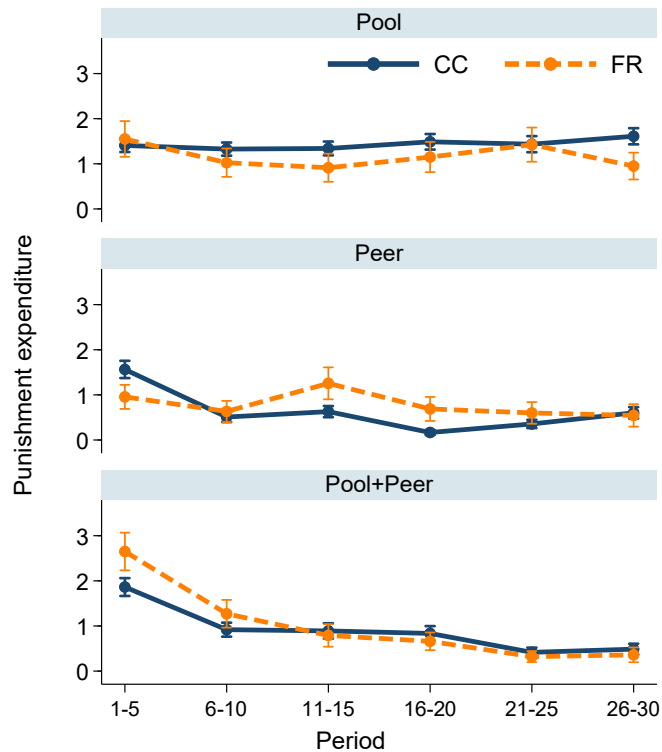 Pool
CC FR
3
2
1
0
Peer
3
2
1
0
Pool+Peer
3
2
1
0
Punishment expenditure
1-5 6-10 11-15 16-20 21-25 26-30
Period